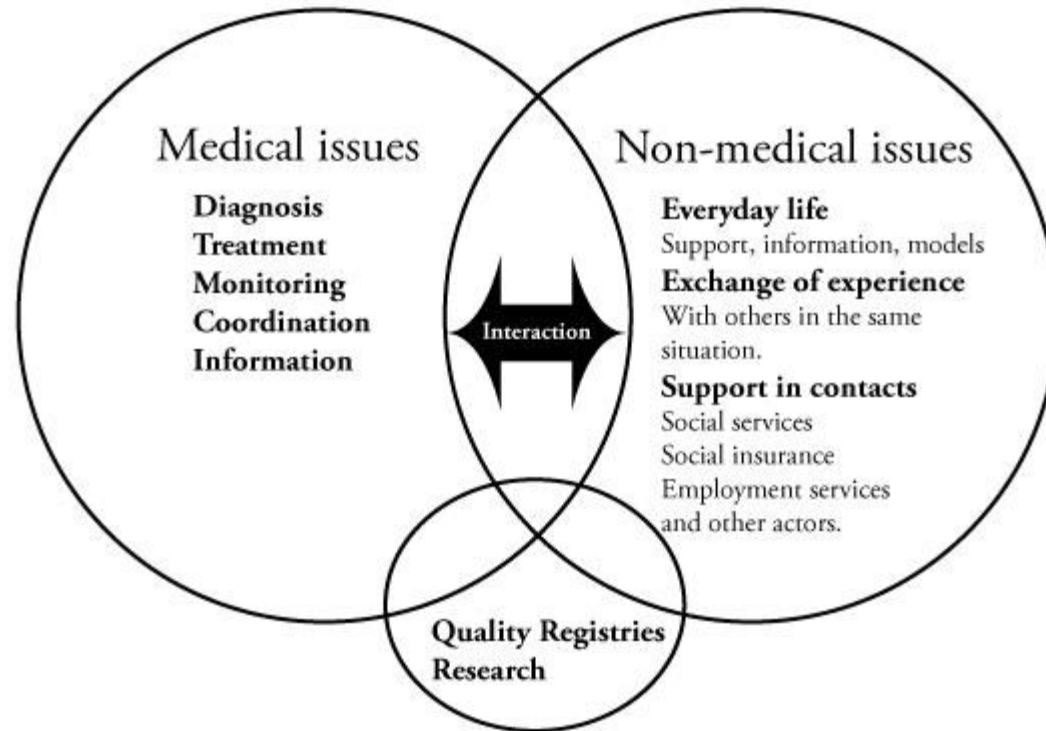 Medical issues
Diagnosis
Treatment
Monitoring
Coordination
Information
Interaction
Non-medical issues
Everyday life
Support, information, models
Exchange of experience
With others in the same
situation.
Support in contacts
Social services
Social insurance
Employment services
and other actors.
Quality Registries
Research